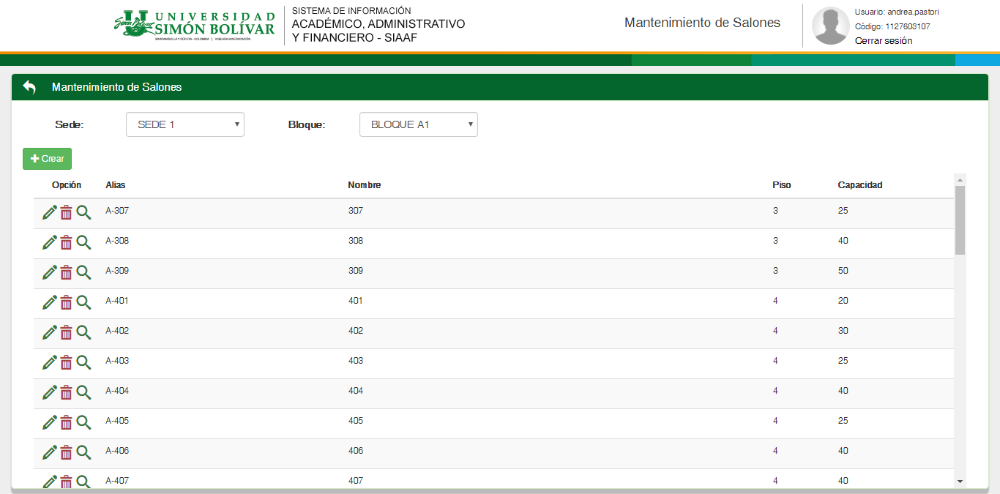 UNIVERSIDAD
SIMÓN BOLÍVAR
BARRANQUILLA Y CÚCUTA - COLOMBIA | VIGILADA MINEDUCACIÓN
SISTEMA DE INFORMACIÓN
ACADÉMICO, ADMINISTRATIVO
Y FINANCIERO - SIAAF
Mantenimiento de Salones
Usuario: andrea.pastori
Código: 1127603107
Cerrar sesión
Mantenimiento de Salones
Sede: SEDE 1 Bloque: BLOQUE A1
Crear
Opción Alias Nombre Piso Capacidad
A-307 307 3 25
A-308 308 3 40
A-309 309 3 50
A-401 401 4 20
A-402 402 4 30
A-403 403 4 25
A-404 404 4 40
A-405 405 4 25
A-406 406 4 40
A-407 407 4 40